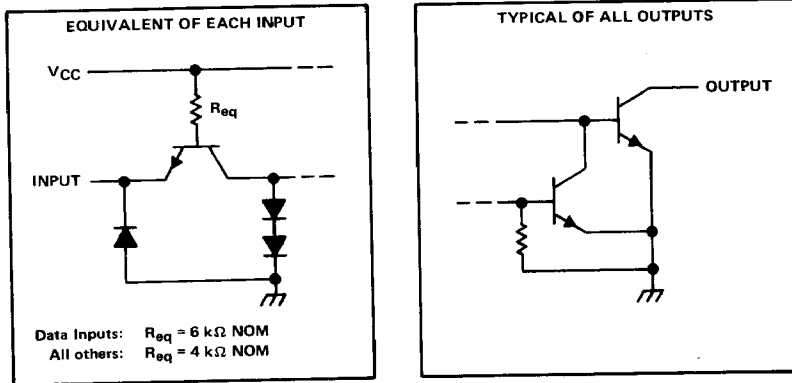 EQUIVALENT OF EACH INPUT
VCC
Req
INPUT
Data Inputs: Req = 6 kΩ NOM
All others: Req = 4 kΩ NOM
TYPICAL OF ALL OUTPUTS
OUTPUT